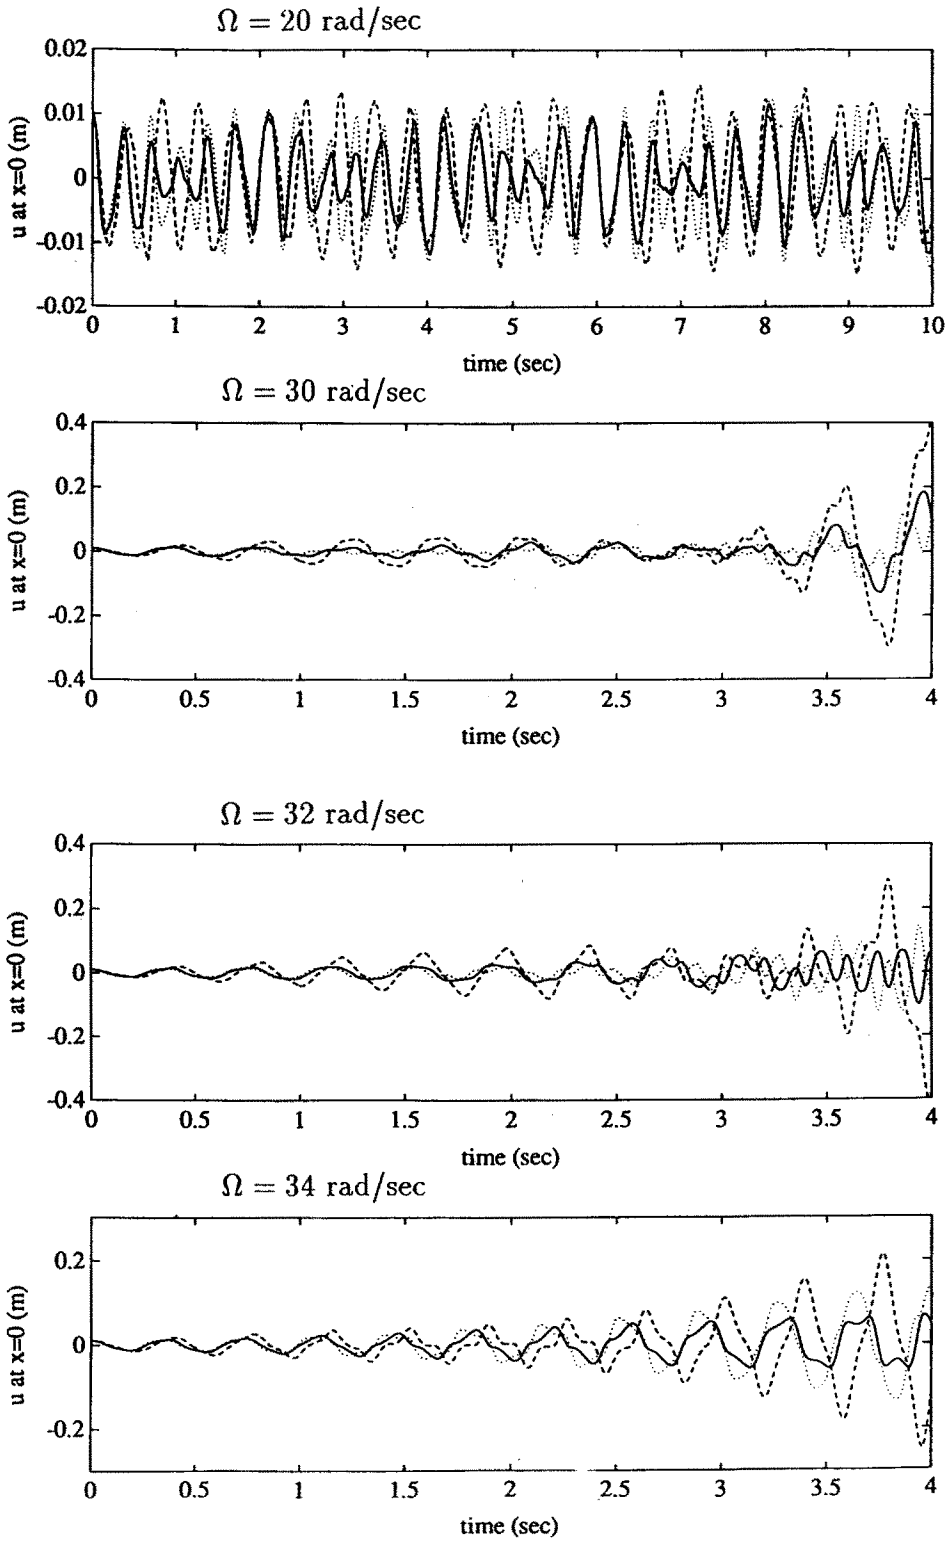 Ω = 20 rad/sec
0.02
0.01
0
-0.01
-0.02
u at x=0 (m)
0 1 2 3 4 5 6 7 8 9 10
time (sec)
Ω = 30 rad/sec
0.4
0.2
0
-0.2
-0.4
u at x=0 (m)
0 0.5 1 1.5 2 2.5 3 3.5 4
time (sec)
Ω = 32 rad/sec
0.4
0.2
0
-0.2
-0.4
u at x=0 (m)
0 0.5 1 1.5 2 2.5 3 3.5 4
time (sec)
Ω = 34 rad/sec
0.2
0
-0.2
u at x=0 (m)
0 0.5 1 1.5 2 2.5 3 3.5 4
time (sec)